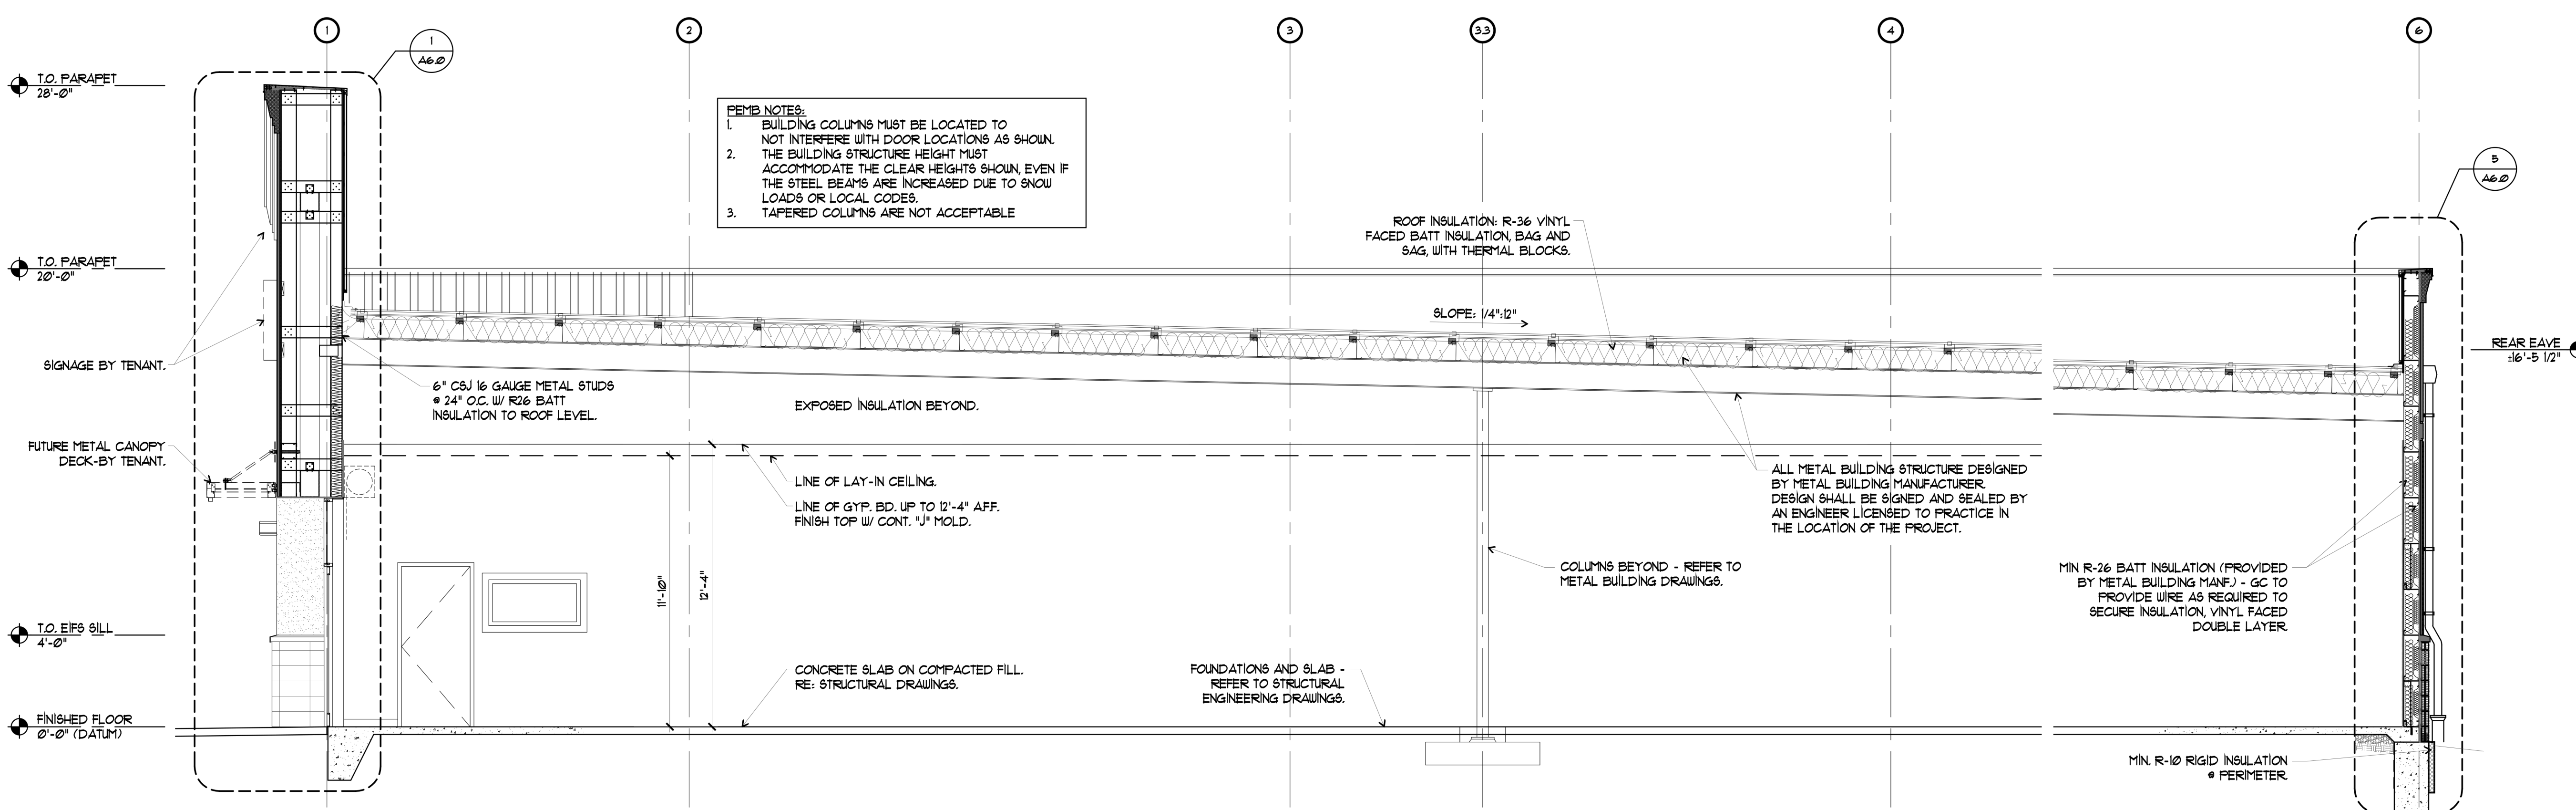 1
2
3
3.3
4
6
1
A6.0
5
A6.0
T.O. PARAPET
28'-0"
T.O. PARAPET
20'-0"
SIGNAGE BY TENANT.
FUTURE METAL CANOPY
DECK-BY TENANT.
T.O. EIFS SILL
4'-0"
FINISHED FLOOR
0'-0" (DATUM)
PEMB NOTES:
1. BUILDING COLUMNS MUST BE LOCATED TO
NOT INTERFERE WITH DOOR LOCATIONS AS SHOWN.
2. THE BUILDING STRUCTURE HEIGHT MUST
ACCOMMODATE THE CLEAR HEIGHTS SHOWN, EVEN IF
THE STEEL BEAMS ARE INCREASED DUE TO SNOW
LOADS OR LOCAL CODES.
3. TAPERED COLUMNS ARE NOT ACCEPTABLE
ROOF INSULATION: R-36 VINYL
FACED BATT INSULATION, BAG AND
SAG, WITH THERMAL BLOCKS.
SLOPE: 1/4":12"
REAR EAVE
±16'-5 1/2"
6" CSJ 16 GAUGE METAL STUDS
@ 24" O.C. W/ R26 BATT
INSULATION TO ROOF LEVEL.
EXPOSED INSULATION BEYOND.
LINE OF LAY-IN CEILING.
LINE OF GYP. BD. UP TO 12'-4" A.F.F.
FINISH TOP W/ CONT. "J" MOLD.
11'-10"
12'-4"
ALL METAL BUILDING STRUCTURE DESIGNED
BY METAL BUILDING MANUFACTURER.
DESIGN SHALL BE SIGNED AND SEALED BY
AN ENGINEER LICENSED TO PRACTICE IN
THE LOCATION OF THE PROJECT.
COLUMNS BEYOND - REFER TO
METAL BUILDING DRAWINGS.
MIN R-26 BATT INSULATION (PROVIDED
BY METAL BUILDING MANF.) - GC TO
PROVIDE WIRE AS REQUIRED TO
SECURE INSULATION, VINYL FACED
DOUBLE LAYER.
CONCRETE SLAB ON COMPACTED FILL.
RE: STRUCTURAL DRAWINGS.
FOUNDATIONS AND SLAB -
REFER TO STRUCTURAL
ENGINEERING DRAWINGS.
MIN. R-10 RIGID INSULATION
@ PERIMETER.